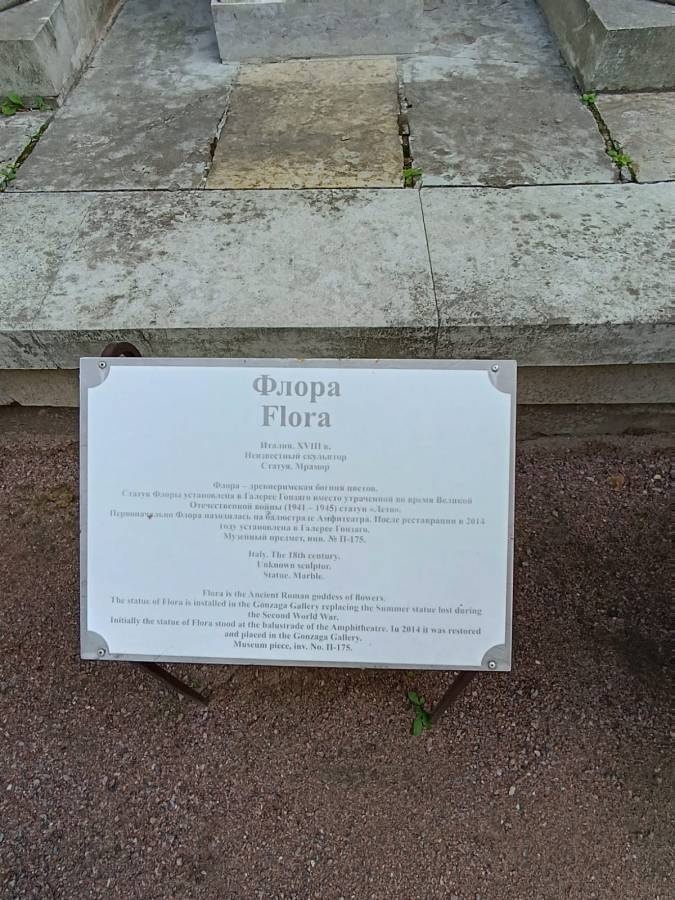 Флора
Flora
Италия. XVIII в.
Неизвестный скульптор
Статуя. Мрамор
Флора – древнеримская богиня цветов.
Статуя Флоры установлена в Галерее Гонзаго вместо утраченной во время Великой
Отечественной войны (1941 – 1945) статуи «Лето».
Первоначально Флора находилась на балюстраде Амфитеатра. После реставрации в 2014
году установлена в Галерее Гонзаго.
Музейный предмет, инв. № П-175.
Italy. The 18th century.
Unknown sculptor.
Statue. Marble.
Flora is the Ancient Roman goddess of flowers.
The statue of Flora is installed in the Gonzaga Gallery replacing the Summer statue lost during
the Second World War.
Initially the statue of Flora stood at the balustrade of the Amphitheatre. In 2014 it was restored
and placed in the Gonzaga Gallery.
Museum piece, inv. No. П-175.